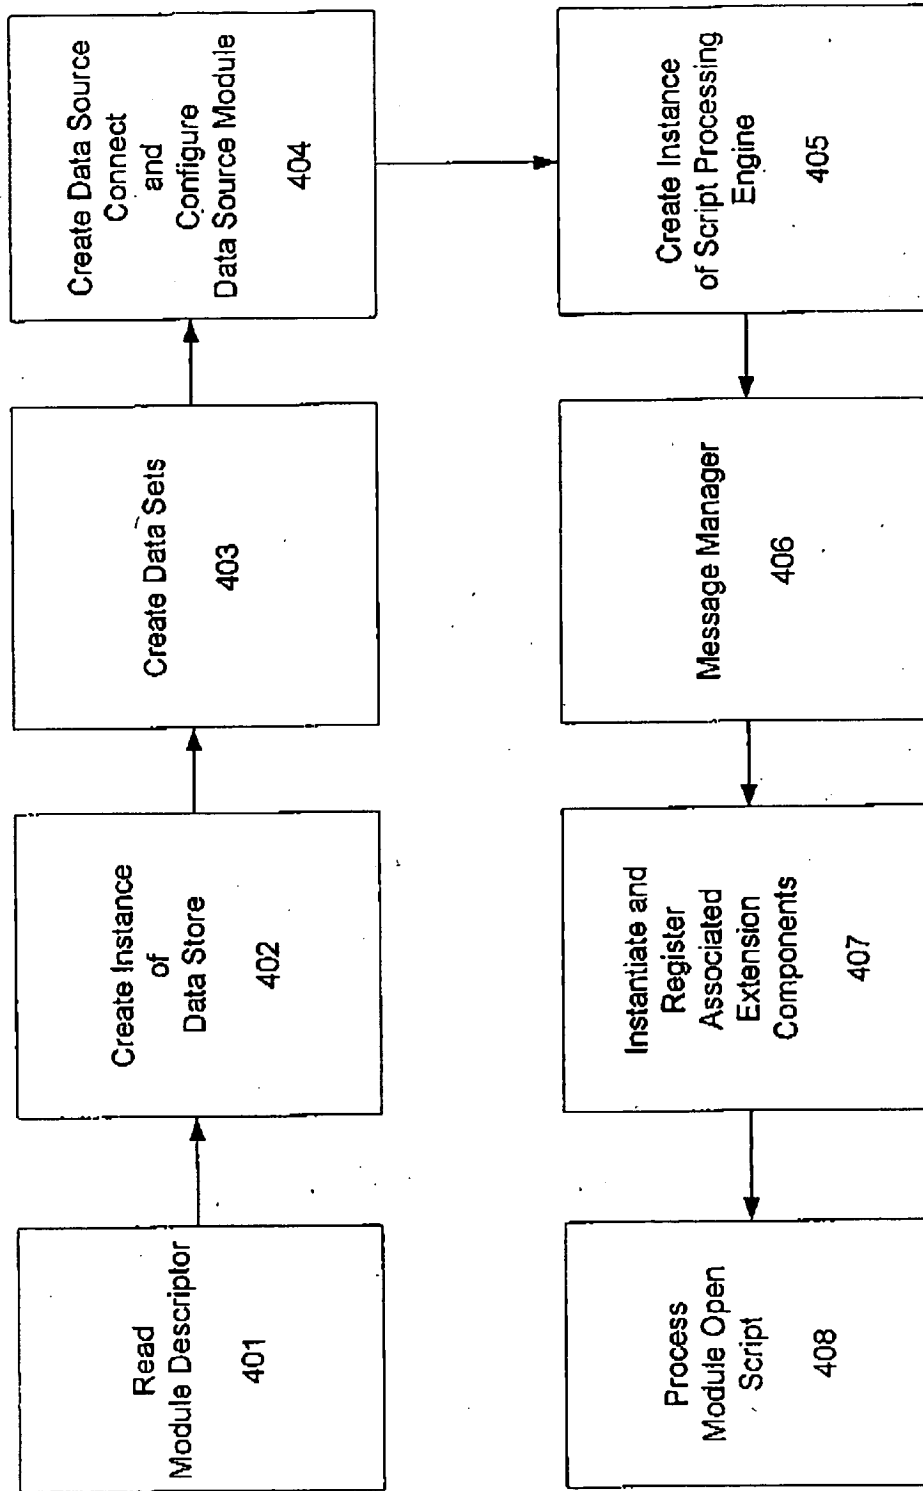 Read
Module Descriptor
401
Create Instance
of
Data Store
402
Create Data Sets
403
Create Data Source
Connect
and
Configure
Data Source Module
404
Create Instance
of Script Processing
Engine
405
Message Manager
406
Instantiate and
Register
Associated
Extension
Components
407
Process
Module Open
Script
408